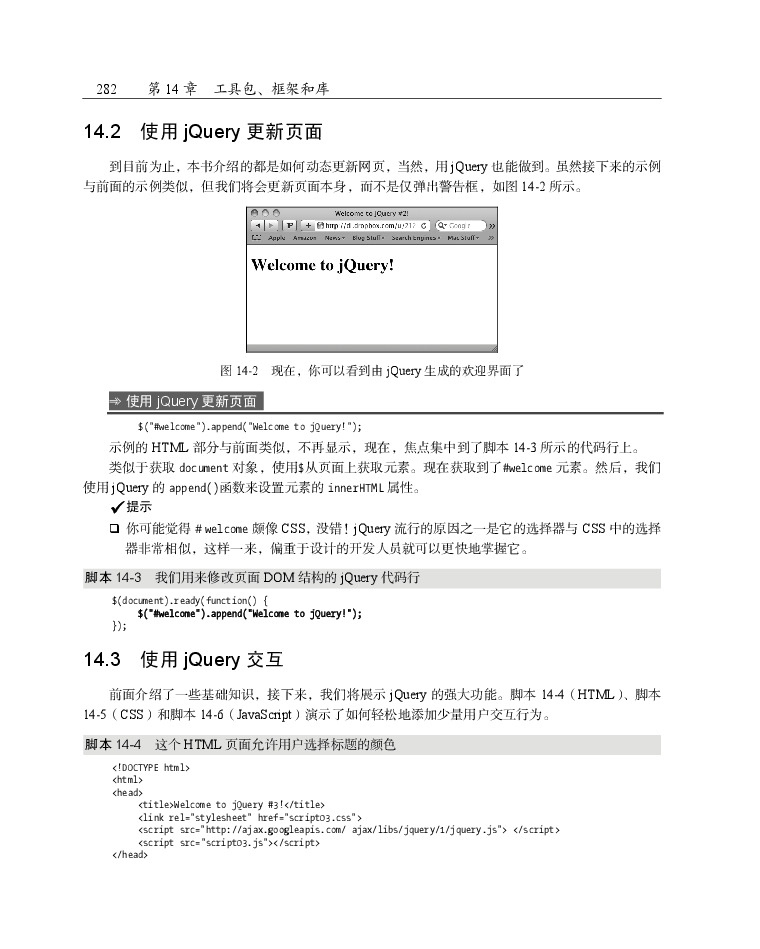 282 第 14 章 工具包、框架和库
14.2 使用 jQuery 更新页面
到目前为止，本书介绍的都是如何动态更新网页，当然，用 jQuery 也能做到。虽然接下来的示例
与前面的示例类似，但我们将会更新页面本身，而不是仅弹出警告框，如图 14-2 所示。
Welcome to jQuery #2!
http://dl.dropbox.com/u/212
Apple Amazon News Blog Stuff Search Engines Mac Stuff
Welcome to jQuery!
图 14-2 现在，你可以看到由 jQuery 生成的欢迎界面了
使用 jQuery 更新页面
$("#welcome").append("Welcome to jQuery!");
示例的 HTML 部分与前面类似，不再显示，现在，焦点集中到了脚本 14-3 所示的代码行上。
类似于获取 document 对象，使用$从页面上获取元素。现在获取到了#welcome 元素。然后，我们
使用 jQuery 的 append()函数来设置元素的 innerHTML 属性。
✓提示
❑ 你可能觉得 # welcome 颇像 CSS，没错！jQuery 流行的原因之一是它的选择器与 CSS 中的选择
器非常相似，这样一来，偏重于设计的开发人员就可以更快地掌握它。
脚本 14-3 我们用来修改页面 DOM 结构的 jQuery 代码行
$(document).ready(function() {
$("#welcome").append("Welcome to jQuery!");
});
14.3 使用 jQuery 交互
前面介绍了一些基础知识，接下来，我们将展示 jQuery 的强大功能。脚本 14-4（HTML）、脚本
14-5（CSS）和脚本 14-6（JavaScript）演示了如何轻松地添加少量用户交互行为。
脚本 14-4 这个 HTML 页面允许用户选择标题的颜色
<!DOCTYPE html>
<html>
<head>
<title>Welcome to jQuery #3!</title>
<link rel="stylesheet" href="script03.css">
<script src="http://ajax.googleapis.com/ ajax/libs/jquery/1/jquery.js"> </script>
<script src="script03.js"></script>
</head>